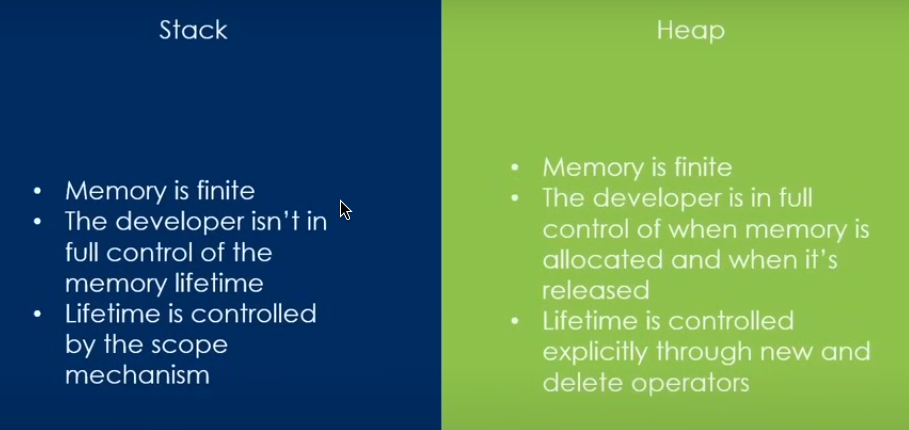 Stack
• Memory is finite
• The developer isn't in
full control of the
memory lifetime
• Lifetime is controlled
by the scope
mechanism
Heap
• Memory is finite
• The developer is in full
control of when memory is
allocated and when it's
released
• Lifetime is controlled
explicitly through new and
delete operators